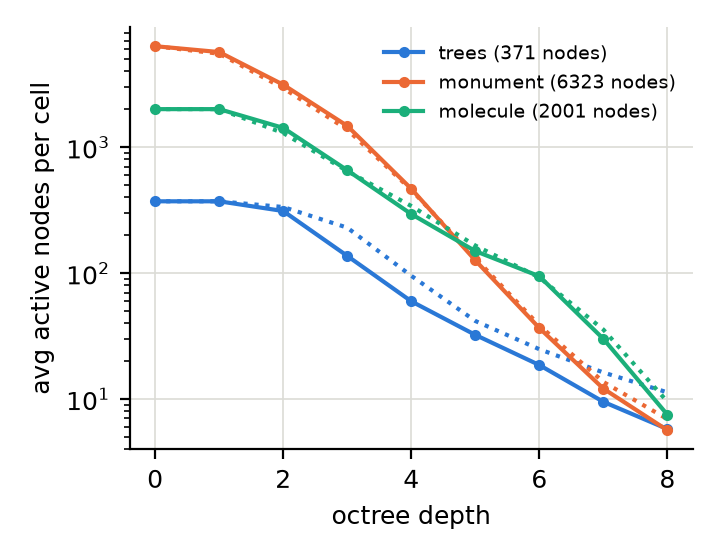 trees (371 nodes)
monument (6323 nodes)
molecule (2001 nodes)
avg active nodes per cell
10³
10²
10¹
0 2 4 6 8
octree depth